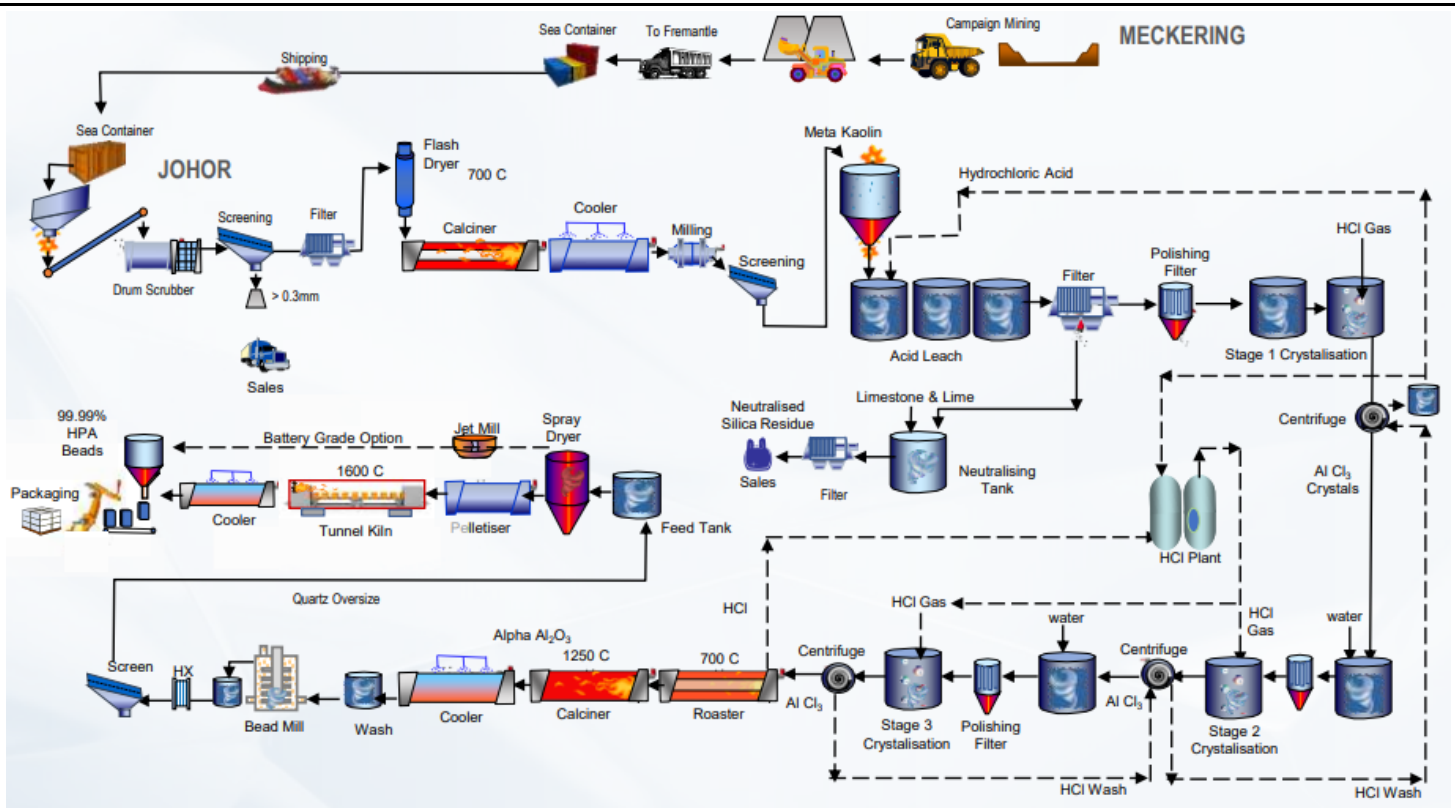 Campaign Mining
MECKERING
To Fremantle
Sea Container
Shipping
Sea Container
JOHOR
Flash
Dryer
700 C
Meta Kaolin
Hydrochloric Acid
Screening
Filter
Calciner
Cooler
Milling
Screening
HCl Gas
Polishing
Filter
Filter
Drum Scrubber
> 0.3mm
Acid Leach
Stage 1 Crystalisation
Sales
99.99%
HPA
Beads
Battery Grade Option
Jet Mill
Spray
Dryer
Neutralised
Silica Residue
Limestone & Lime
Centrifuge
1600 C
Packaging
Cooler
Tunnel Kiln
Pelletiser
Feed Tank
Sales
Filter
Neutralising
Tank
Al Cl3
Crystals
HCl Plant
Quartz Oversize
HCl
HCl Gas
water
HCl
Gas
water
Screen
HX
Alpha Al2O3
1250 C
700 C
Centrifuge
Centrifuge
Bead Mill
Wash
Cooler
Calciner
Roaster
Al Cl3
Stage 3
Crystalisation
Polishing
Filter
Al Cl3
Stage 2
Crystalisation
HCl Wash
HCl Wash